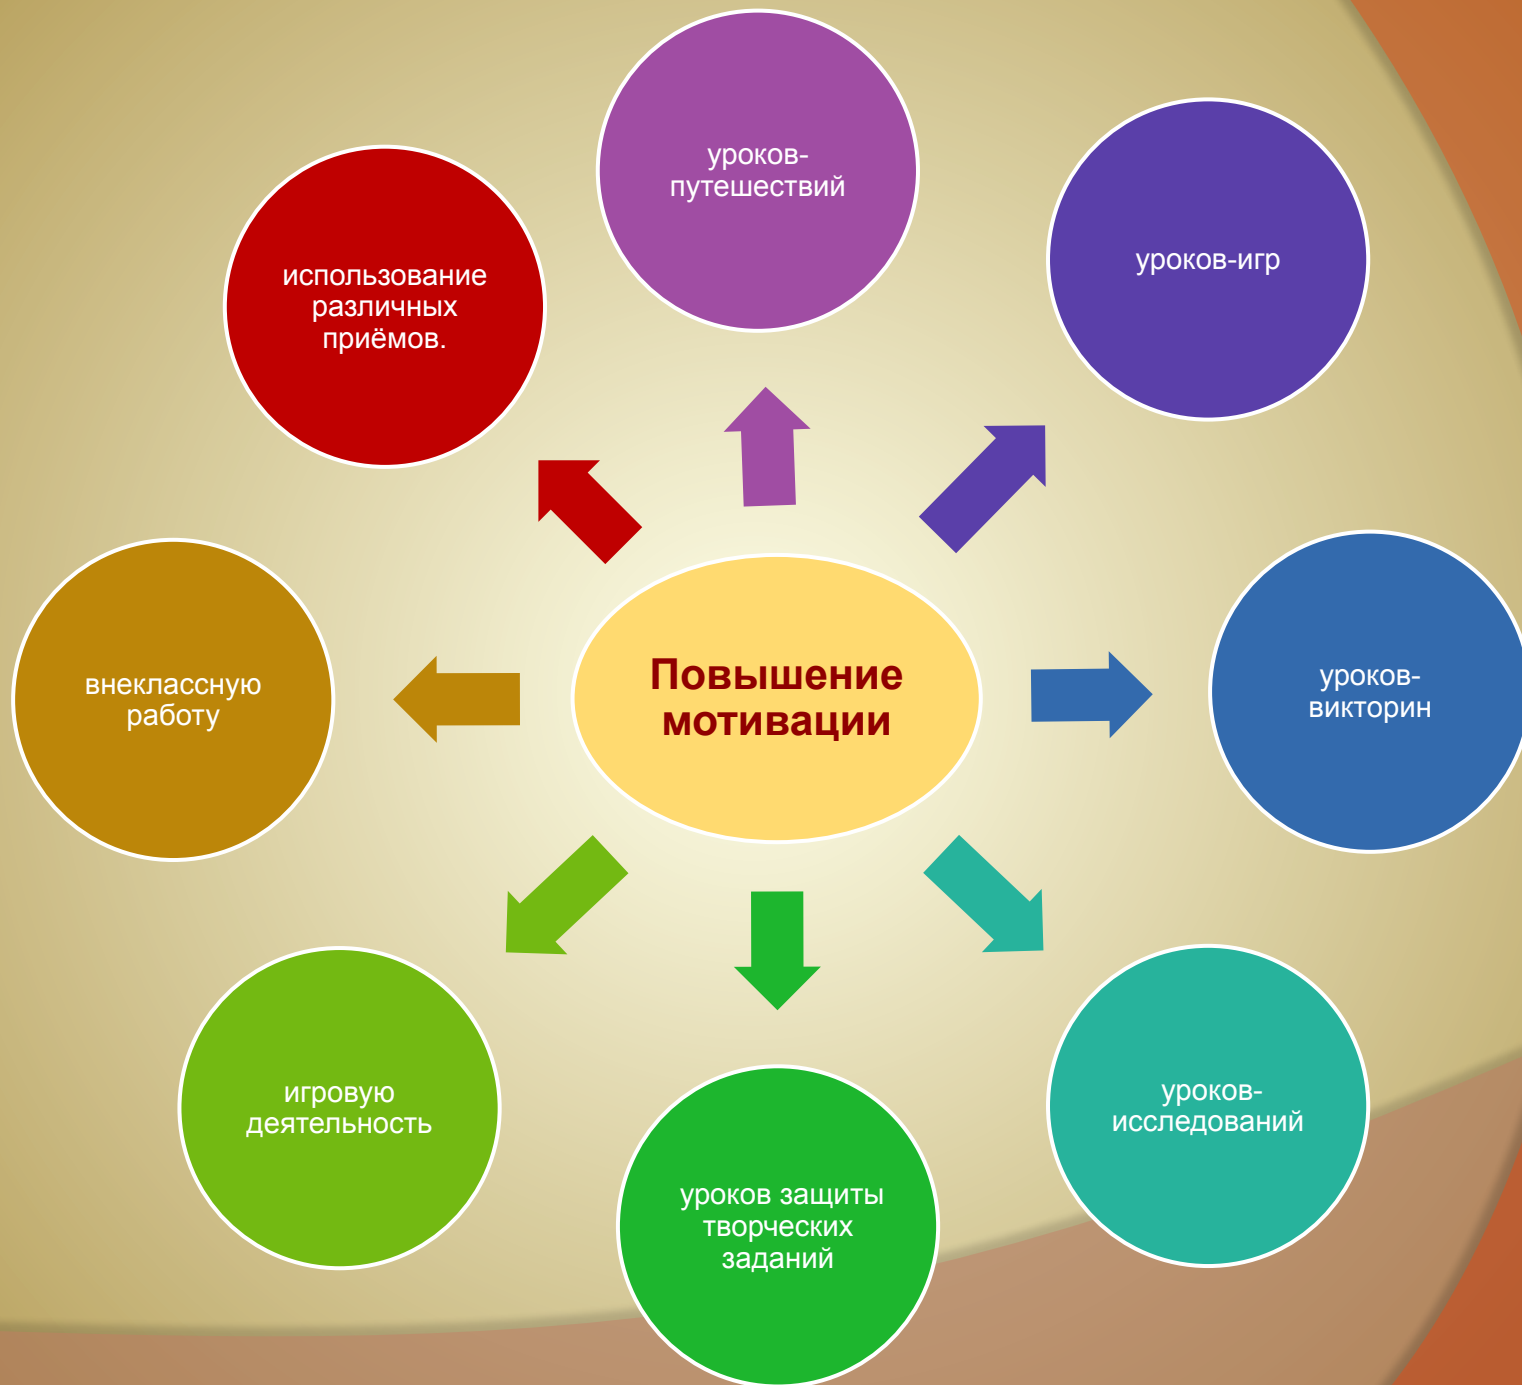 уроков-
путешествий
уроков-игр
использование
различных
приёмов.
Повышение
мотивации
внеклассную
работу
уроков-
викторин
игровую
деятельность
уроков-
исследований
уроков защиты
творческих
заданий